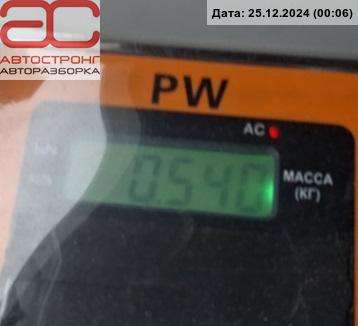 Дата: 25.12.2024 (00:06)
АС
АВТОСТРОНГ
АВТОРАЗБОРКА
PW
AC
0.540
МАССА
(КГ)